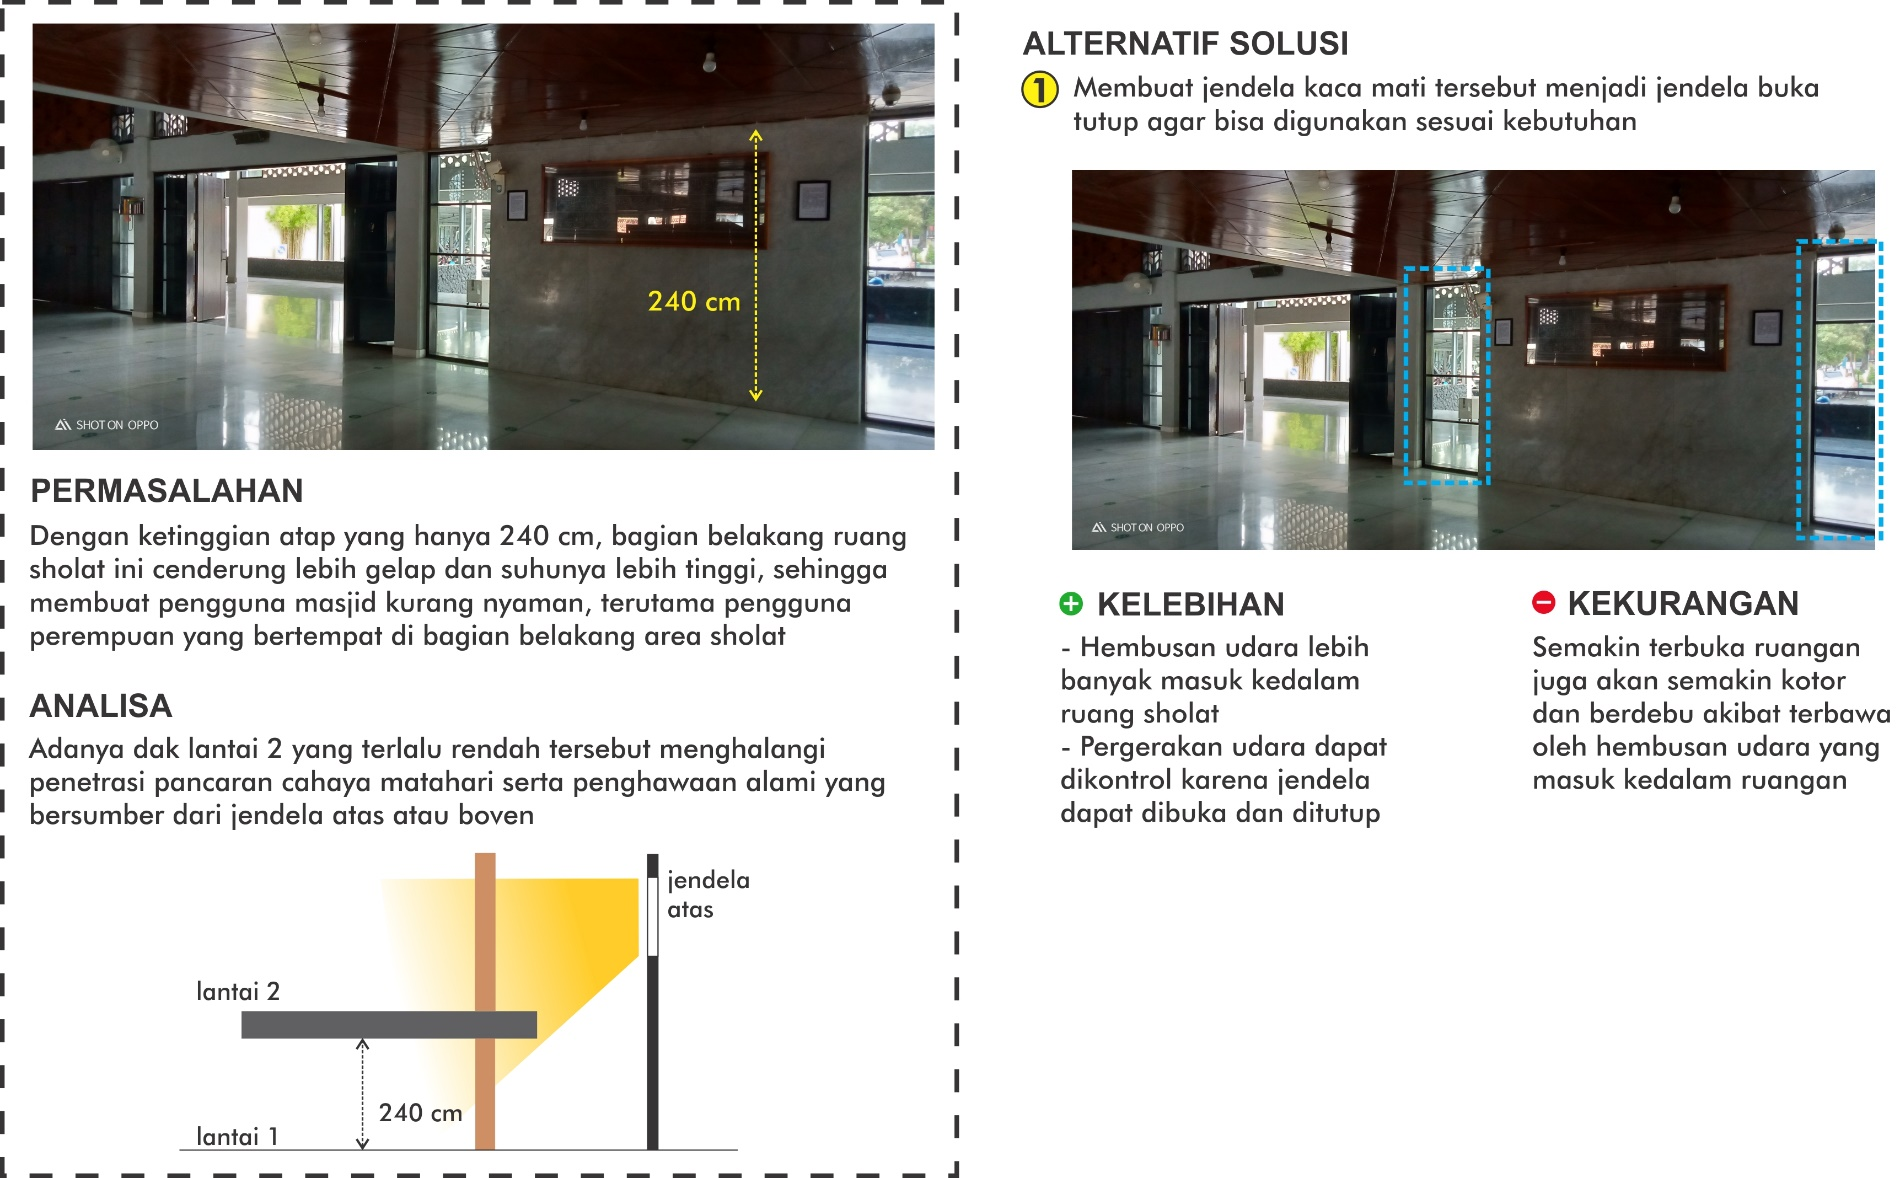 240 cm
SHOT ON OPPO
PERMASALAHAN
Dengan ketinggian atap yang hanya 240 cm, bagian belakang ruang
sholat ini cenderung lebih gelap dan suhunya lebih tinggi, sehingga
membuat pengguna masjid kurang nyaman, terutama pengguna
perempuan yang bertempat di bagian belakang area sholat
ANALISA
Adanya dak lantai 2 yang terlalu rendah tersebut menghalangi
penetrasi pancaran cahaya matahari serta penghawaan alami yang
bersumber dari jendela atas atau boven
jendela
atas
lantai 2
240 cm
lantai 1
ALTERNATIF SOLUSI
1 Membuat jendela kaca mati tersebut menjadi jendela buka
tutup agar bisa digunakan sesuai kebutuhan
SHOT ON OPPO
+ KELEBIHAN
- Hembusan udara lebih
banyak masuk kedalam
ruang sholat
- Pergerakan udara dapat
dikontrol karena jendela
dapat dibuka dan ditutup
− KEKURANGAN
Semakin terbuka ruangan
juga akan semakin kotor
dan berdebu akibat terbawa
oleh hembusan udara yang
masuk kedalam ruangan